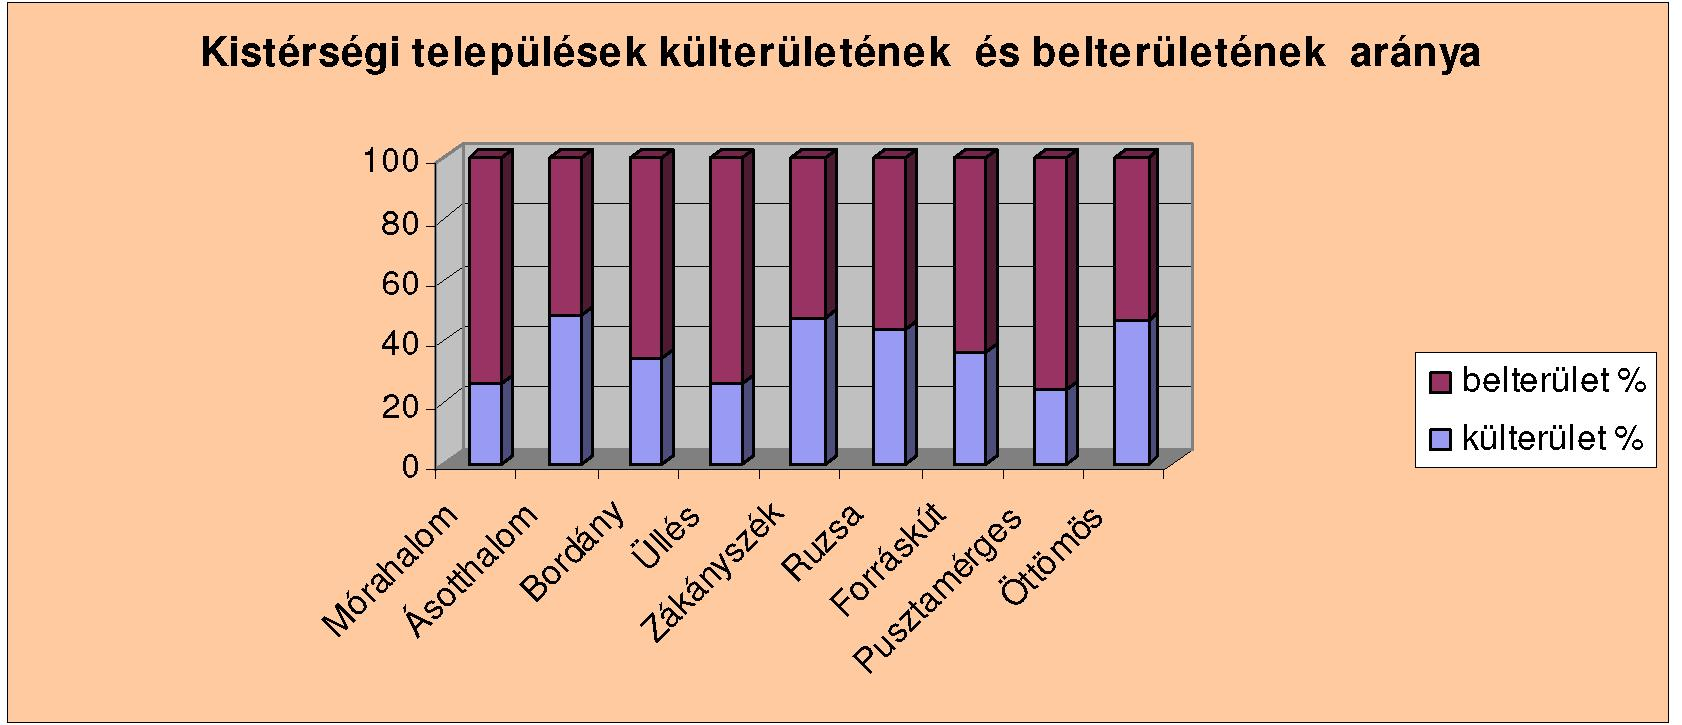 Kistérségi települések külterületének és belterületének aránya
100
80
60
40
20
0
Mórahalom
Ásotthalom
Bordány
Üllés
Zákányszék
Ruzsa
Forráskút
Pusztamérges
Öttömös
belterület %
külterület %